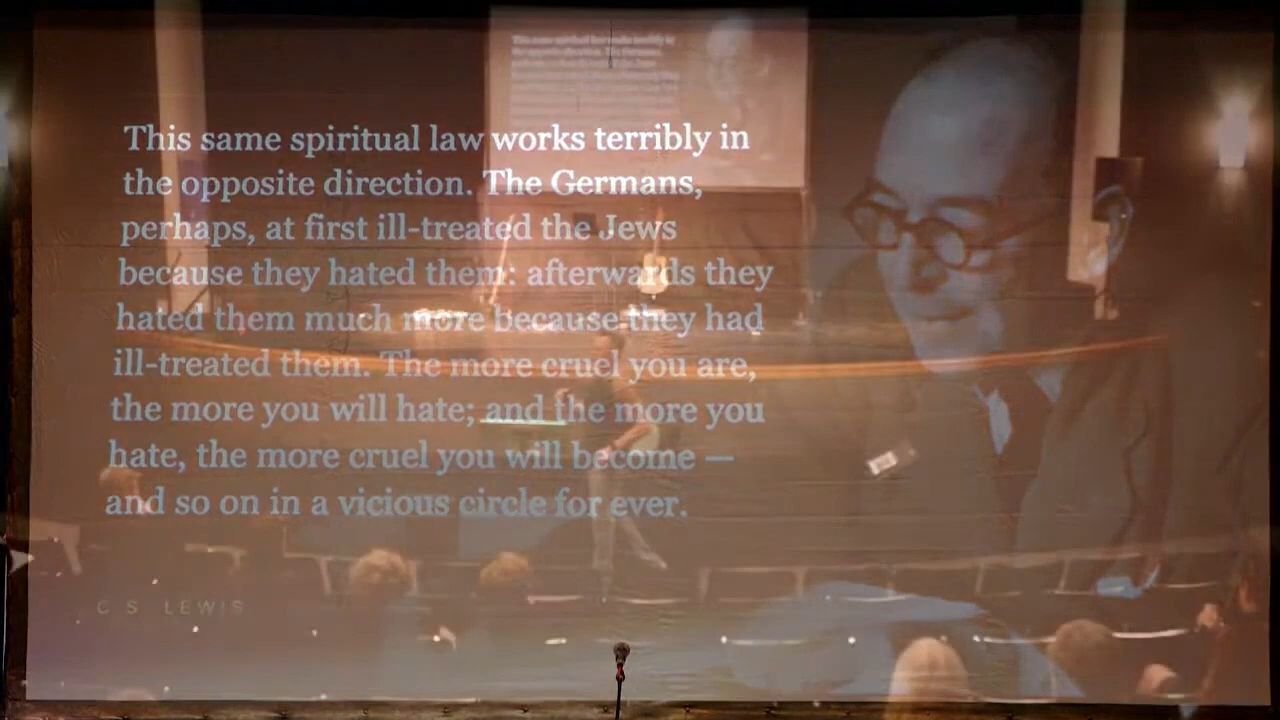 This same spiritual law works terribly in
the opposite direction. The Germans,
perhaps, at first ill-treated the Jews
because they hated them: afterwards they
hated them much more because they had
ill-treated them. The more cruel you are,
the more you will hate; and the more you
hate, the more cruel you will become —
and so on in a vicious circle for ever.
C S LEWIS